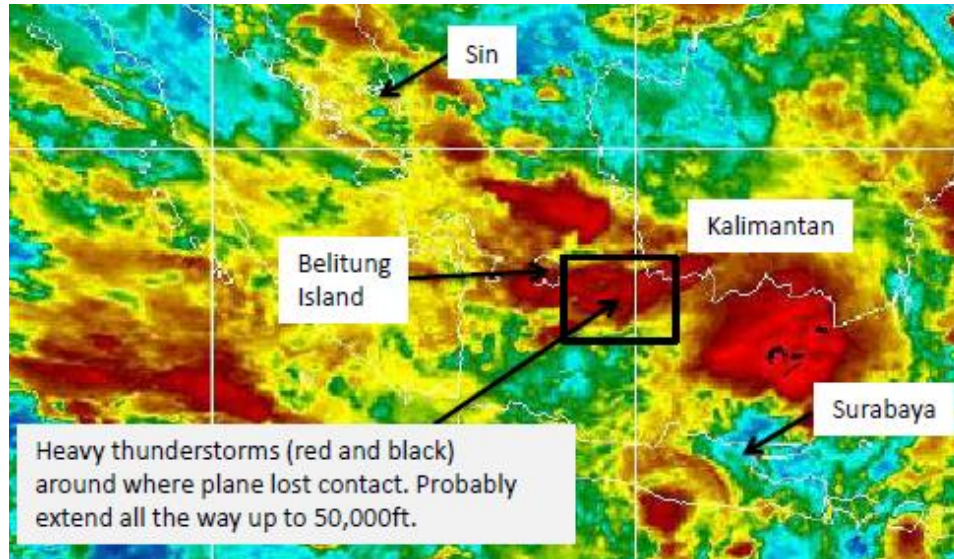 Sin
Kalimantan
Belitung
Island
Surabaya
Heavy thunderstorms (red and black)
around where plane lost contact. Probably
extend all the way up to 50,000ft.